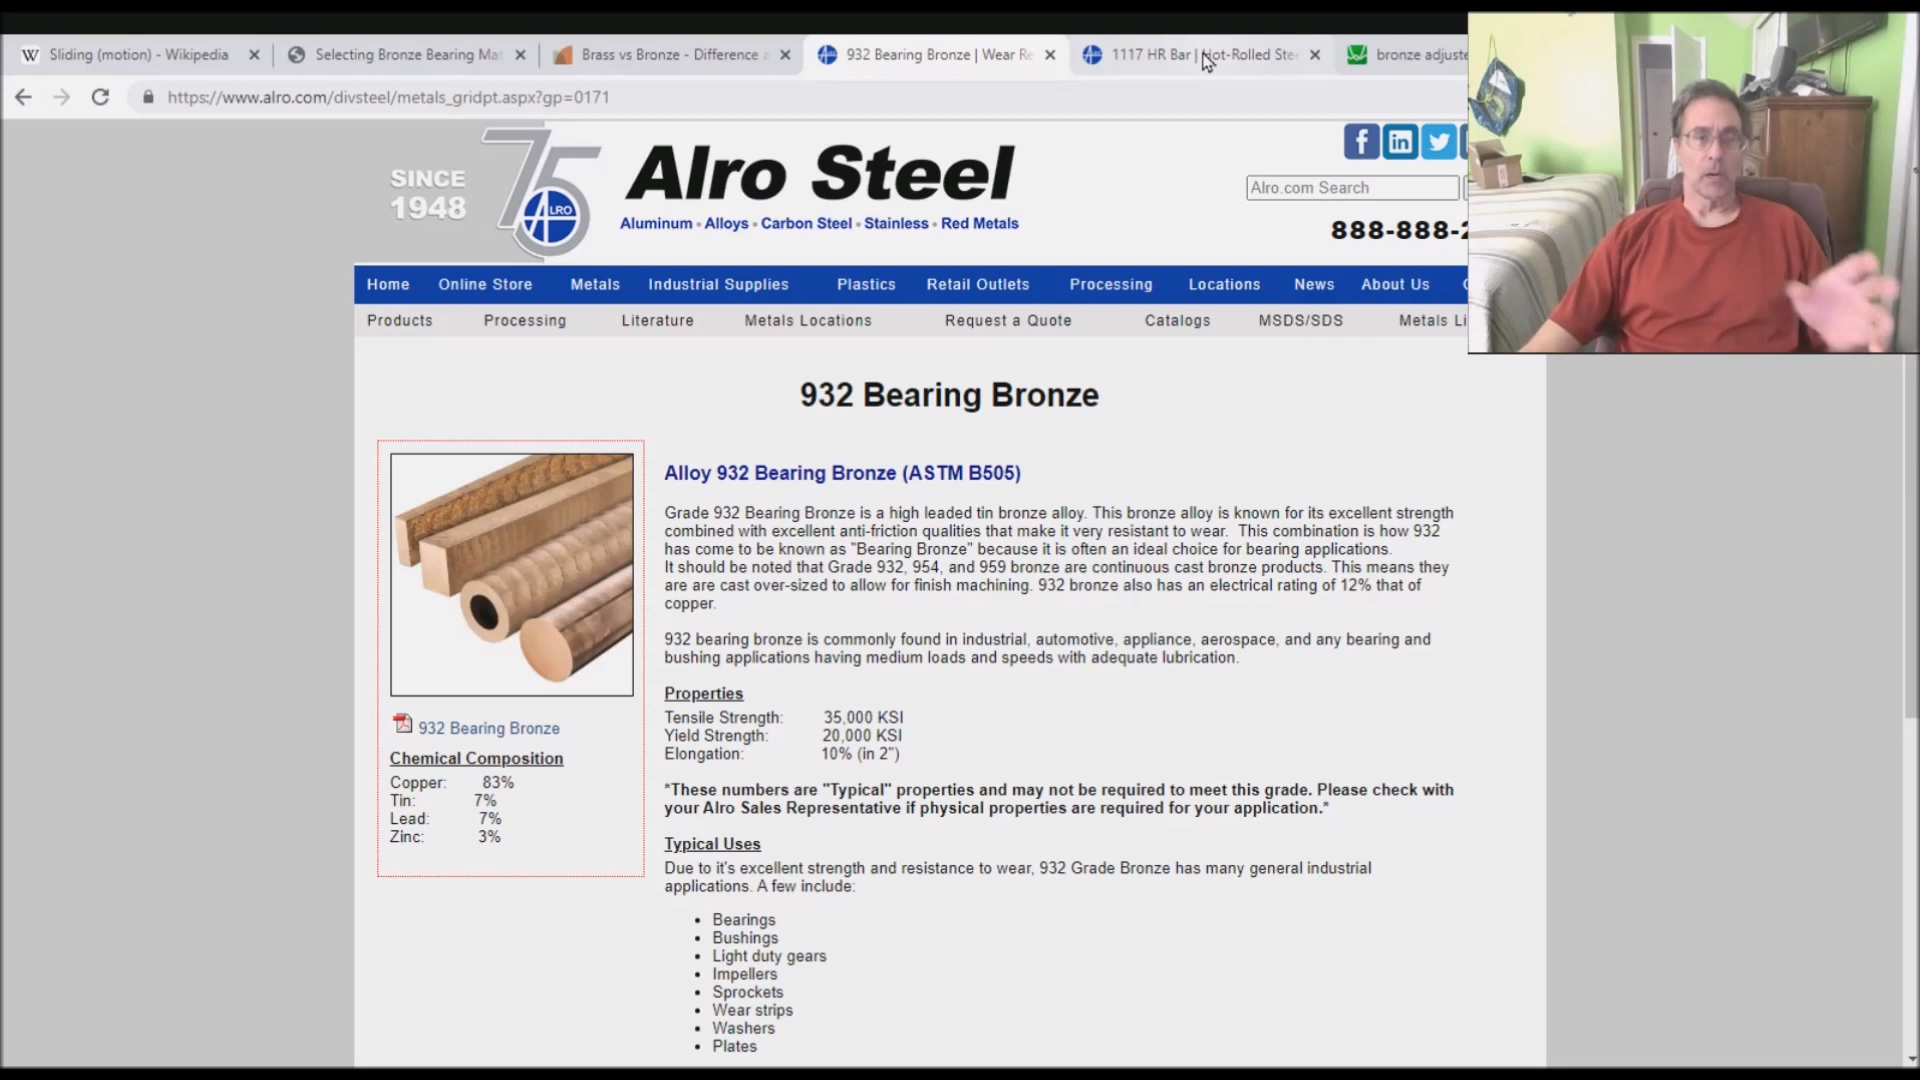 Sliding (motion) - Wikipedia
Selecting Bronze Bearing Mat
Brass vs Bronze - Difference a
932 Bearing Bronze | Wear Re
1117 HR Bar | Hot-Rolled Stee
bronze adjuste
https://www.alro.com/divsteel/metals_gridpt.aspx?gp=0171
SINCE
1948
75
ALRO
Alro Steel
Aluminum • Alloys • Carbon Steel • Stainless • Red Metals
Alro.com Search
888-888-2
Home Online Store Metals Industrial Supplies Plastics Retail Outlets Processing Locations News About Us
Products Processing Literature Metals Locations Request a Quote Catalogs MSDS/SDS Metals Li
932 Bearing Bronze
932 Bearing Bronze
Chemical Composition
Copper: 83%
Tin: 7%
Lead: 7%
Zinc: 3%
Alloy 932 Bearing Bronze (ASTM B505)
Grade 932 Bearing Bronze is a high leaded tin bronze alloy. This bronze alloy is known for its excellent strength
combined with excellent anti-friction qualities that make it very resistant to wear. This combination is how 932
has come to be known as "Bearing Bronze" because it is often an ideal choice for bearing applications.
It should be noted that Grade 932, 954, and 959 bronze are continuous cast bronze products. This means they
are are cast over-sized to allow for finish machining. 932 bronze also has an electrical rating of 12% that of
copper.
932 bearing bronze is commonly found in industrial, automotive, appliance, aerospace, and any bearing and
bushing applications having medium loads and speeds with adequate lubrication.
Properties
Tensile Strength: 35,000 KSI
Yield Strength: 20,000 KSI
Elongation: 10% (in 2")
*These numbers are "Typical" properties and may not be required to meet this grade. Please check with
your Alro Sales Representative if physical properties are required for your application.*
Typical Uses
Due to it's excellent strength and resistance to wear, 932 Grade Bronze has many general industrial
applications. A few include:
• Bearings
• Bushings
• Light duty gears
• Impellers
• Sprockets
• Wear strips
• Washers
• Plates